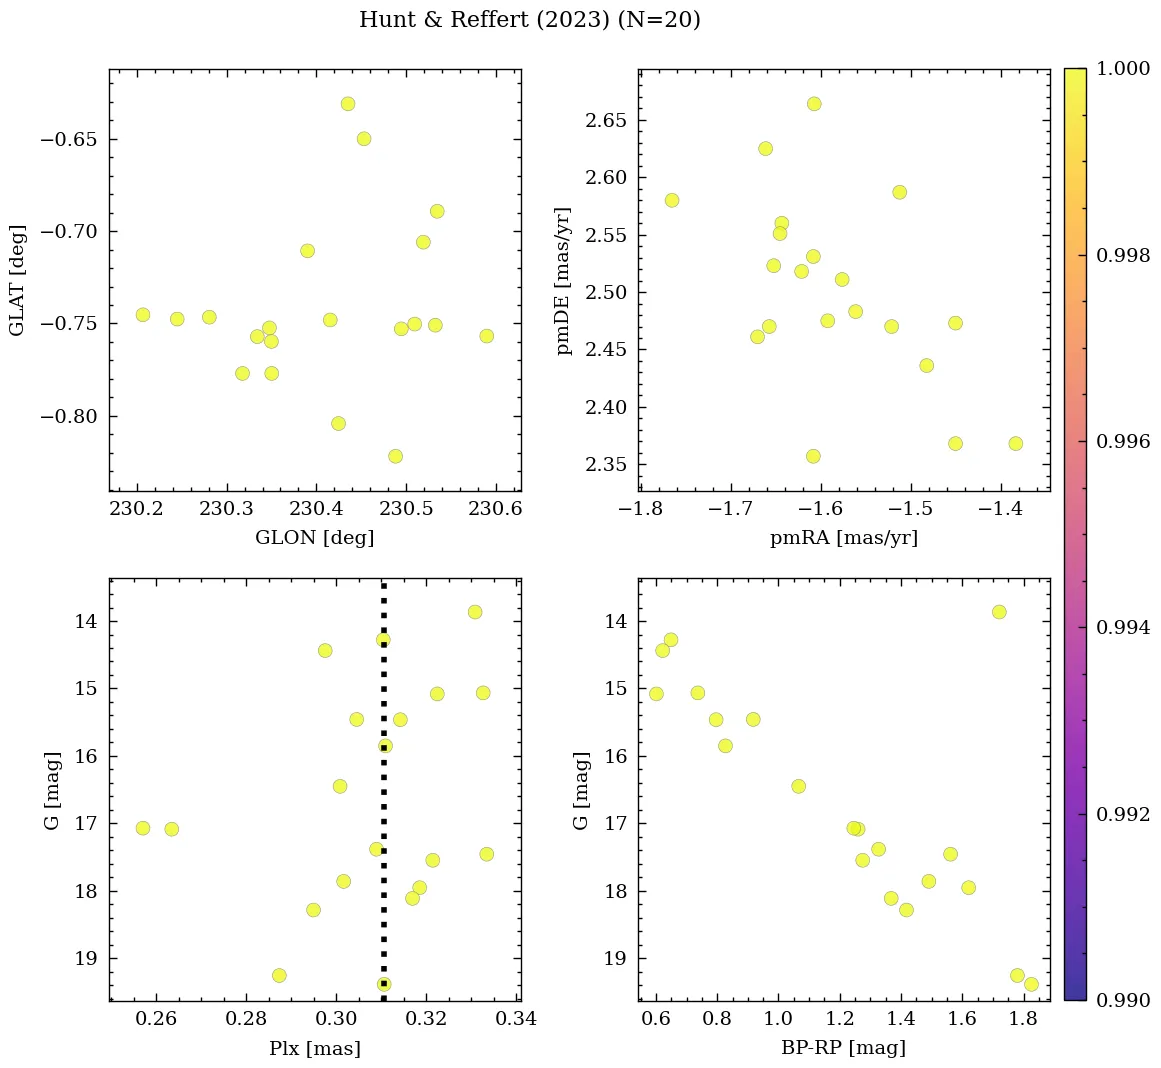 Hunt & Reffert (2023) (N=20)
−0.65
−0.70
−0.75
−0.80
GLAT [deg]
230.2 230.3 230.4 230.5 230.6
GLON [deg]
2.65
2.60
2.55
2.50
2.45
2.40
2.35
pmDE [mas/yr]
−1.8 −1.7 −1.6 −1.5 −1.4
pmRA [mas/yr]
1.000
0.998
0.996
0.994
0.992
0.990
14
15
16
17
18
19
G [mag]
0.26 0.28 0.30 0.32 0.34
Plx [mas]
14
15
16
17
18
19
G [mag]
0.6 0.8 1.0 1.2 1.4 1.6 1.8
BP-RP [mag]